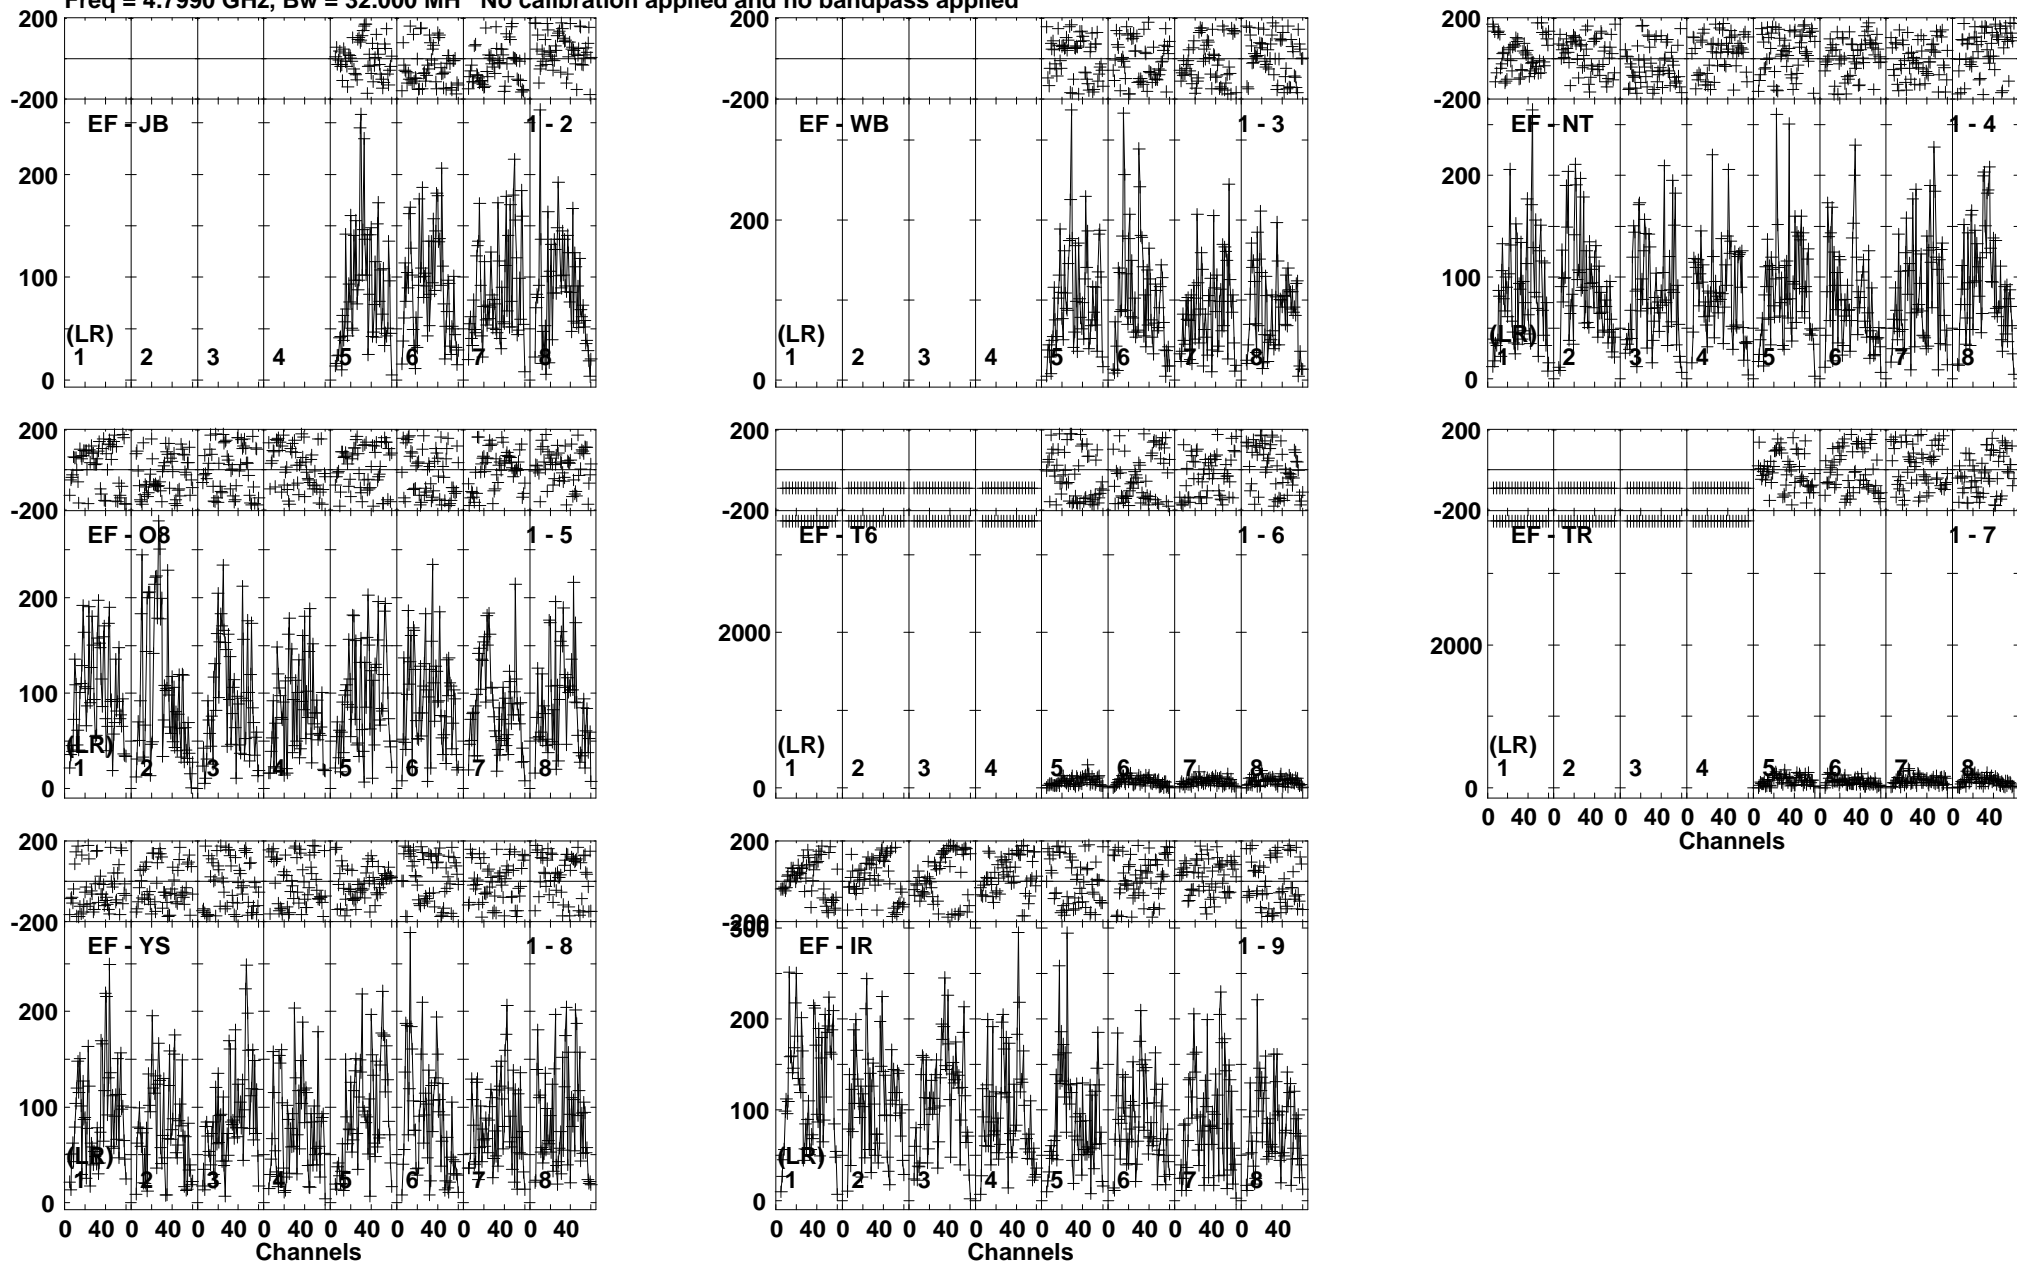 Freq = 4.7990 GHz, Bw = 32.000 MH No calibration applied and no bandpass applied
200 200 200
-200 -200 -200
EF - JB 1 - 2 EF - WB 1 - 3 EF - NT 1 - 4
200 200 200
100 100
(LR) (LR) (LR)
1 2 3 4 5 6 7 8 1 2 3 4 5 6 7 8 1 2 3 4 5 6 7 8
0 0 0
200 200 200
-200 -200 -200
EF - O8 1 - 5 EF - T6 1 - 6 EF - TR 1 - 7
200 2000 2000
100
(LR) (LR) (LR)
1 2 3 4 5 6 7 8 1 2 3 4 5 6 7 8 1 2 3 4 5 6 7 8
0 0 0
0 40 0 40 0 40 0 40 0 40 0 40 0 40 0 40
Channels
200 200
-200 -200
300
EF - YS 1 - 8 EF - IR 1 - 9
200 200
100 100
(LR) (LR)
1 2 3 4 5 6 7 8 1 2 3 4 5 6 7 8
0 0
0 40 0 40 0 40 0 40 0 40 0 40 0 40 0 40 0 40 0 40 0 40 0 40 0 40 0 40 0 40 0 40
Channels Channels